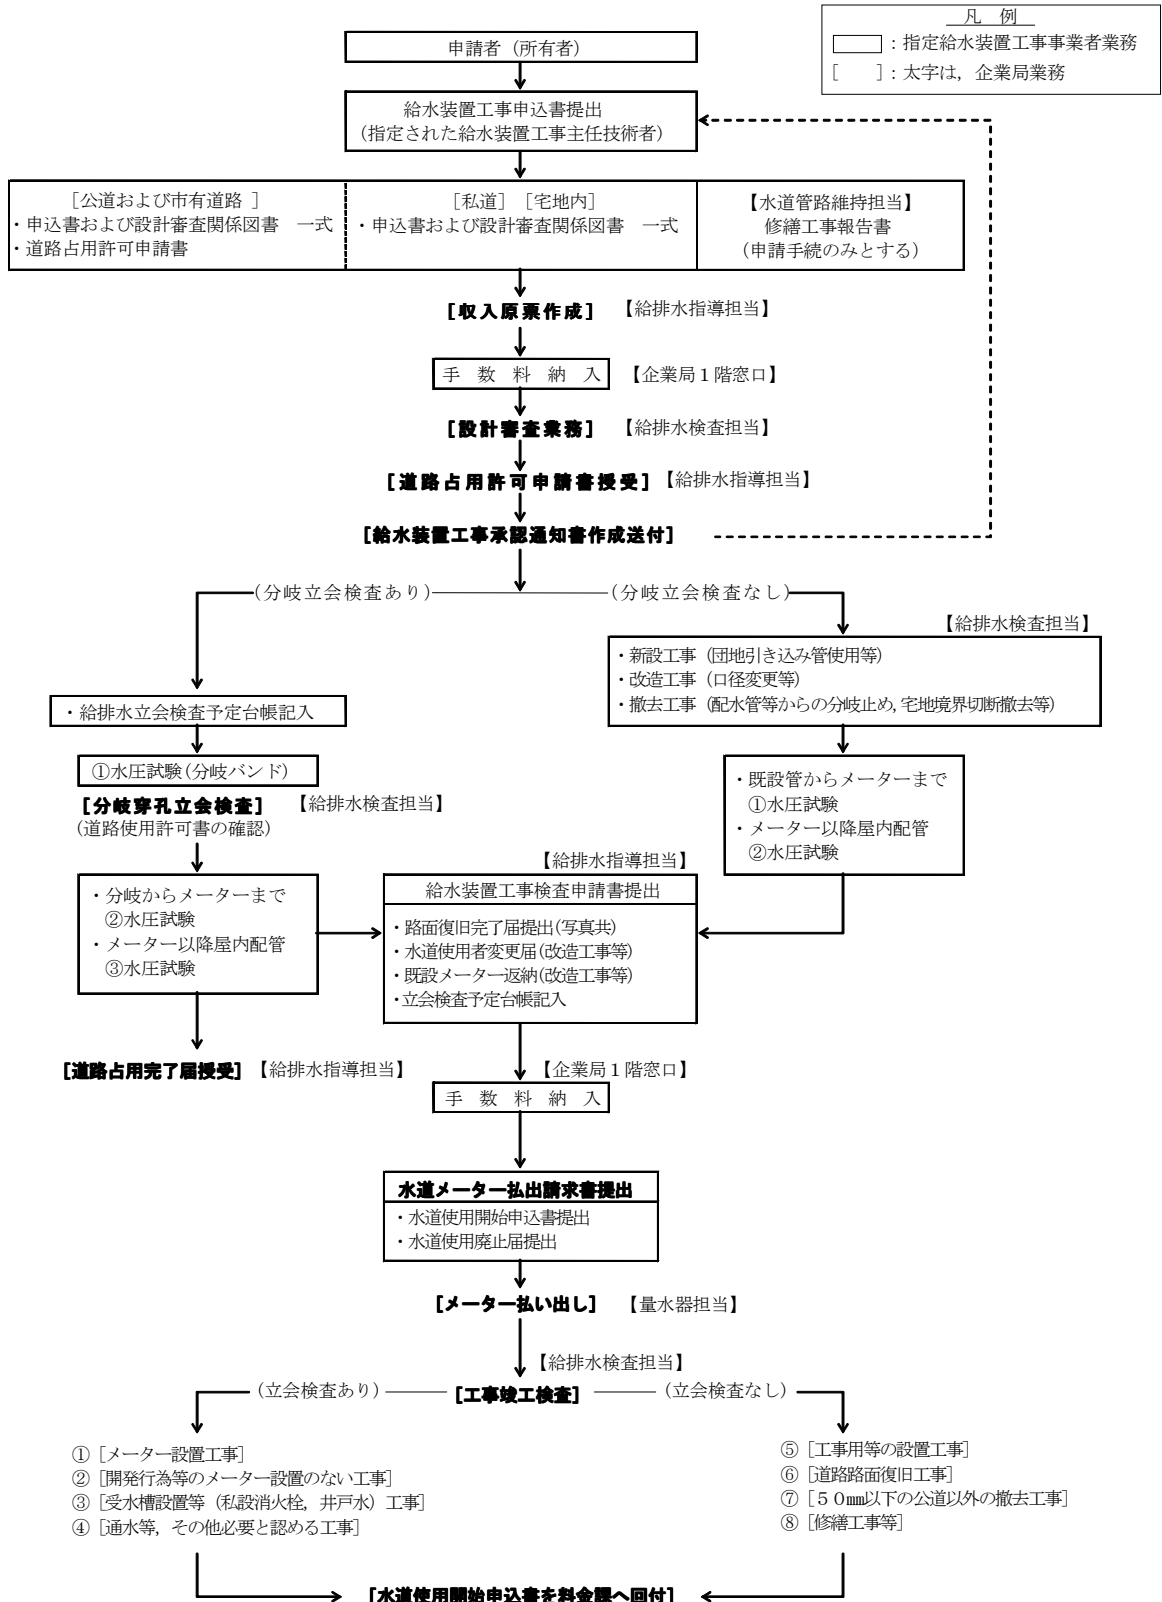 凡 例
：指定給水装置工事事業者業務
[ ]：太字は，企業局業務
申請者（所有者）
給水装置工事申込書提出
(指定された給水装置工事主任技術者)
［公道および市有道路 ］
・申込書および設計審査関係図書 一式
・道路占用許可申請書
［私道］［宅地内］
・申込書および設計審査関係図書 一式
【水道管路維持担当】
修繕工事報告書
(申請手続のみとする)
［収入原票作成］ 【給排水指導担当】
手 数 料 納 入 【企業局１階窓口】
［設計審査業務］ 【給排水検査担当】
［道路占用許可申請書授受］ 【給排水指導担当】
［給水装置工事承認通知書作成送付］
(分岐立会検査あり) (分岐立会検査なし)
【給排水検査担当】
・新設工事（団地引き込み管使用等）
・改造工事（口径変更等）
・撤去工事（配水管等からの分岐止め，宅地境界切断撤去等）
・給排水立会検査予定台帳記入
①水圧試験(分岐バンド)
［分岐穿孔立会検査］ 【給排水検査担当】
(道路使用許可書の確認)
・既設管からメーターまで
①水圧試験
・メーター以降屋内配管
②水圧試験
・分岐からメーターまで
②水圧試験
・メーター以降屋内配管
③水圧試験
【給排水指導担当】
給水装置工事検査申請書提出
・路面復旧完了届提出(写真共)
・水道使用者変更届(改造工事等)
・既設メーター返納(改造工事等)
・立会検査予定台帳記入
［道路占用完了届授受］ 【給排水指導担当】
【企業局１階窓口】
手 数 料 納 入
水道メーター払出請求書提出
・水道使用開始申込書提出
・水道使用廃止届提出
［メーター払い出し］ 【量水器担当】
【給排水検査担当】
(立会検査あり) ［工事竣工検査］ (立会検査なし)
①［メーター設置工事］
②［開発行為等のメーター設置のない工事］
③［受水槽設置等（私設消火栓，井戸水）工事］
④［通水等，その他必要と認める工事］
⑤［工事用等の設置工事］
⑥［道路路面復旧工事］
⑦［５０㎜以下の公道以外の撤去工事］
⑧［修繕工事等］
［水道使用開始申込書を料金課へ回付］